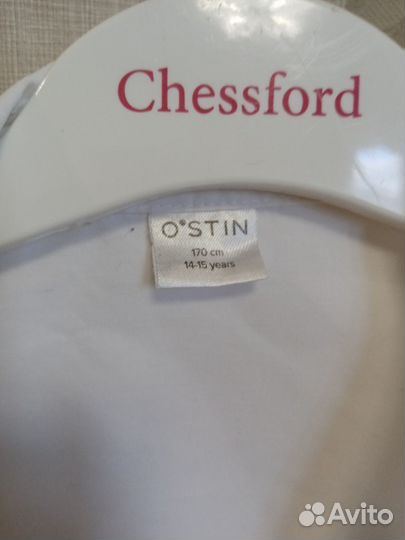 Chessford
O'STIN
170 cm
14-15 years
Avito